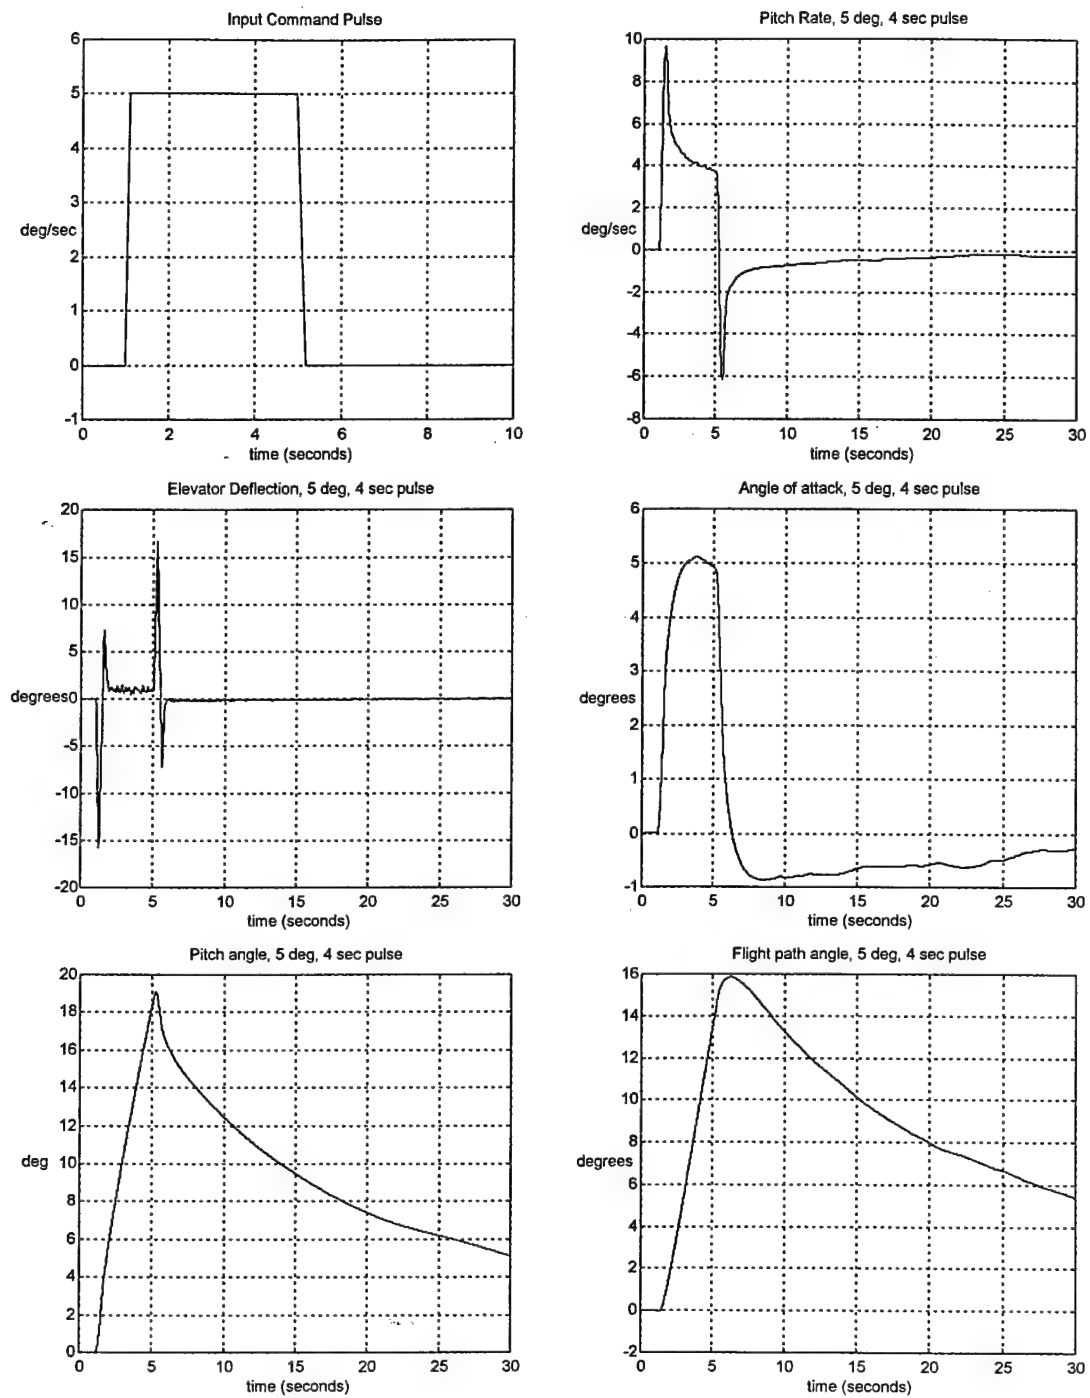 Input Command Pulse
6
5
4
3
deg/sec
2
1
0
-1
0 2 4 6 8 10
time (seconds)
Pitch Rate, 5 deg, 4 sec pulse
10
8
6
4
2
0
deg/sec
-2
-4
-6
-8
0 5 10 15 20 25 30
time (seconds)
Elevator Deflection, 5 deg, 4 sec pulse
20
15
10
5
degrees0
-5
-10
-15
-20
0 5 10 15 20 25 30
time (seconds)
Angle of attack, 5 deg, 4 sec pulse
6
5
4
3
degrees
2
1
0
-1
0 5 10 15 20 25 30
time (seconds)
Pitch angle, 5 deg, 4 sec pulse
20
18
16
14
12
deg 10
8
6
4
2
0
0 5 10 15 20 25 30
time (seconds)
Flight path angle, 5 deg, 4 sec pulse
16
14
12
10
8
degrees
6
4
2
0
-2
0 5 10 15 20 25 30
time (seconds)